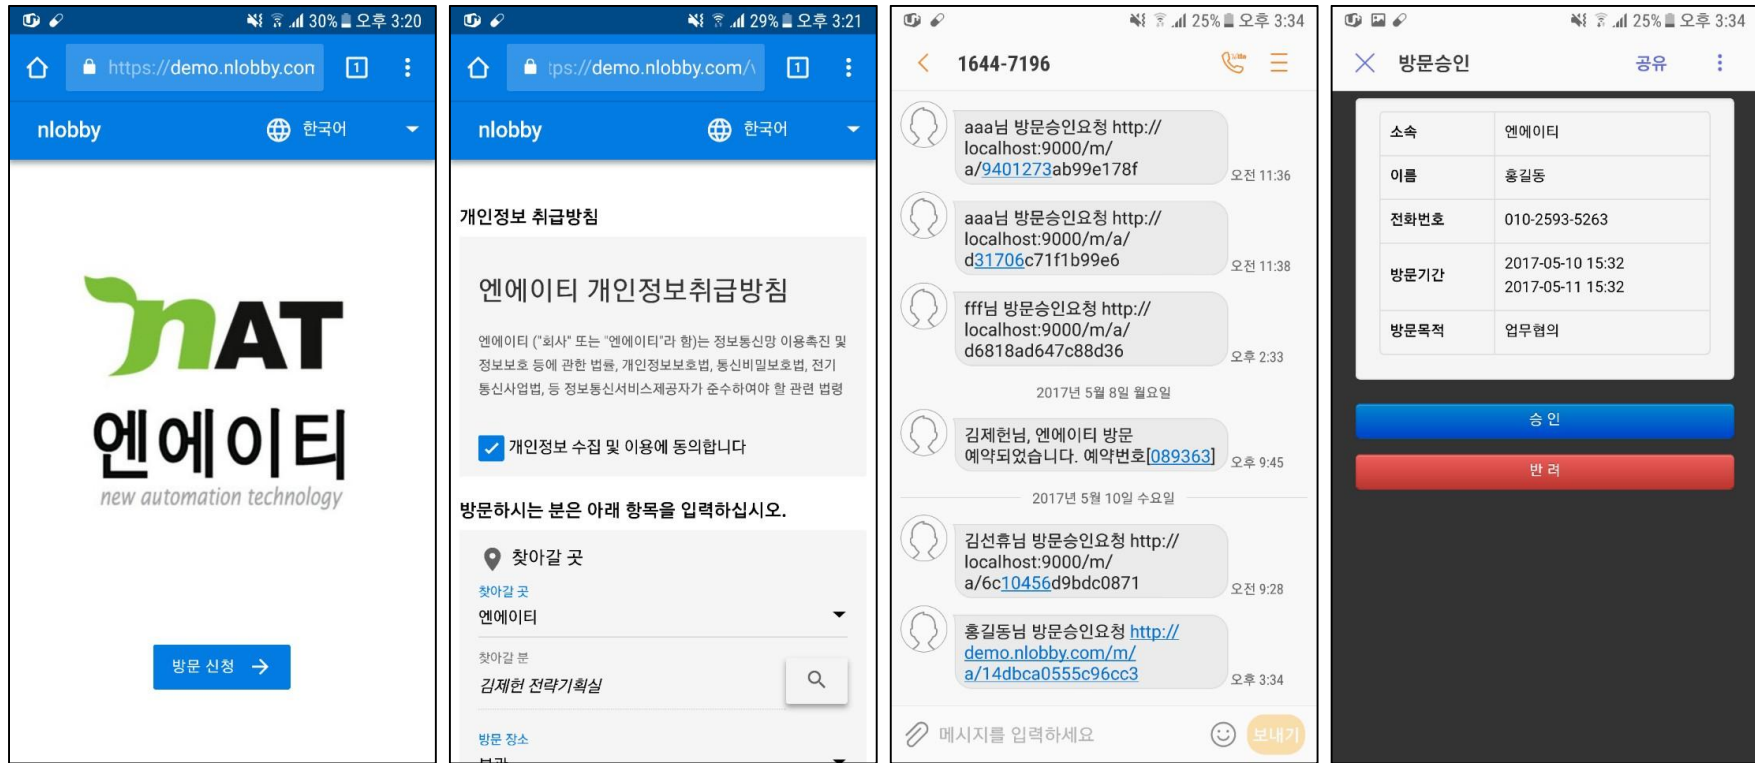 30% 오후 3:20
https://demo.nlobby.con
1
nlobby
한국어
nAT
엔에이티
new automation technology
방문 신청
29% 오후 3:21
tps://demo.nlobby.com/
1
nlobby
한국어
개인정보 취급방침
엔에이티 개인정보취급방침
엔에이티 ("회사" 또는 "엔에이티"라 함)는 정보통신망 이용촉진 및
정보보호 등에 관한 법률, 개인정보보호법, 통신비밀보호법, 전기
통신사업법, 등 정보통신서비스제공자가 준수하여야 할 관련 법령
개인정보 수집 및 이용에 동의합니다
방문하시는 분은 아래 항목을 입력하십시오.
찾아갈 곳
찾아갈 곳
엔에이티
찾아갈 분
김제헌 전략기획실
방문 장소
25% 오후 3:34
1644-7196
aaa님 방문승인요청 http://
localhost:9000/m/
a/9401273ab99e178f
오전 11:36
aaa님 방문승인요청 http://
localhost:9000/m/a/
d31706c71f1b99e6
오전 11:38
fff님 방문승인요청 http://
localhost:9000/m/a/
d6818ad647c88d36
오후 2:33
2017년 5월 8일 월요일
김제헌님, 엔에이티 방문
예약되었습니다. 예약번호[089363]
오후 9:45
2017년 5월 10일 수요일
김선휴님 방문승인요청 http://
localhost:9000/m/
a/6c10456d9bdc0871
오전 9:28
홍길동님 방문승인요청 http://
demo.nlobby.com/m/
a/14dbca0555c96cc3
오후 3:34
메시지를 입력하세요
보내기
25% 오후 3:34
방문승인
공유
소속 엔에이티
이름 홍길동
전화번호 010-2593-5263
방문기간 2017-05-10 15:32
2017-05-11 15:32
방문목적 업무협의
승인
반려